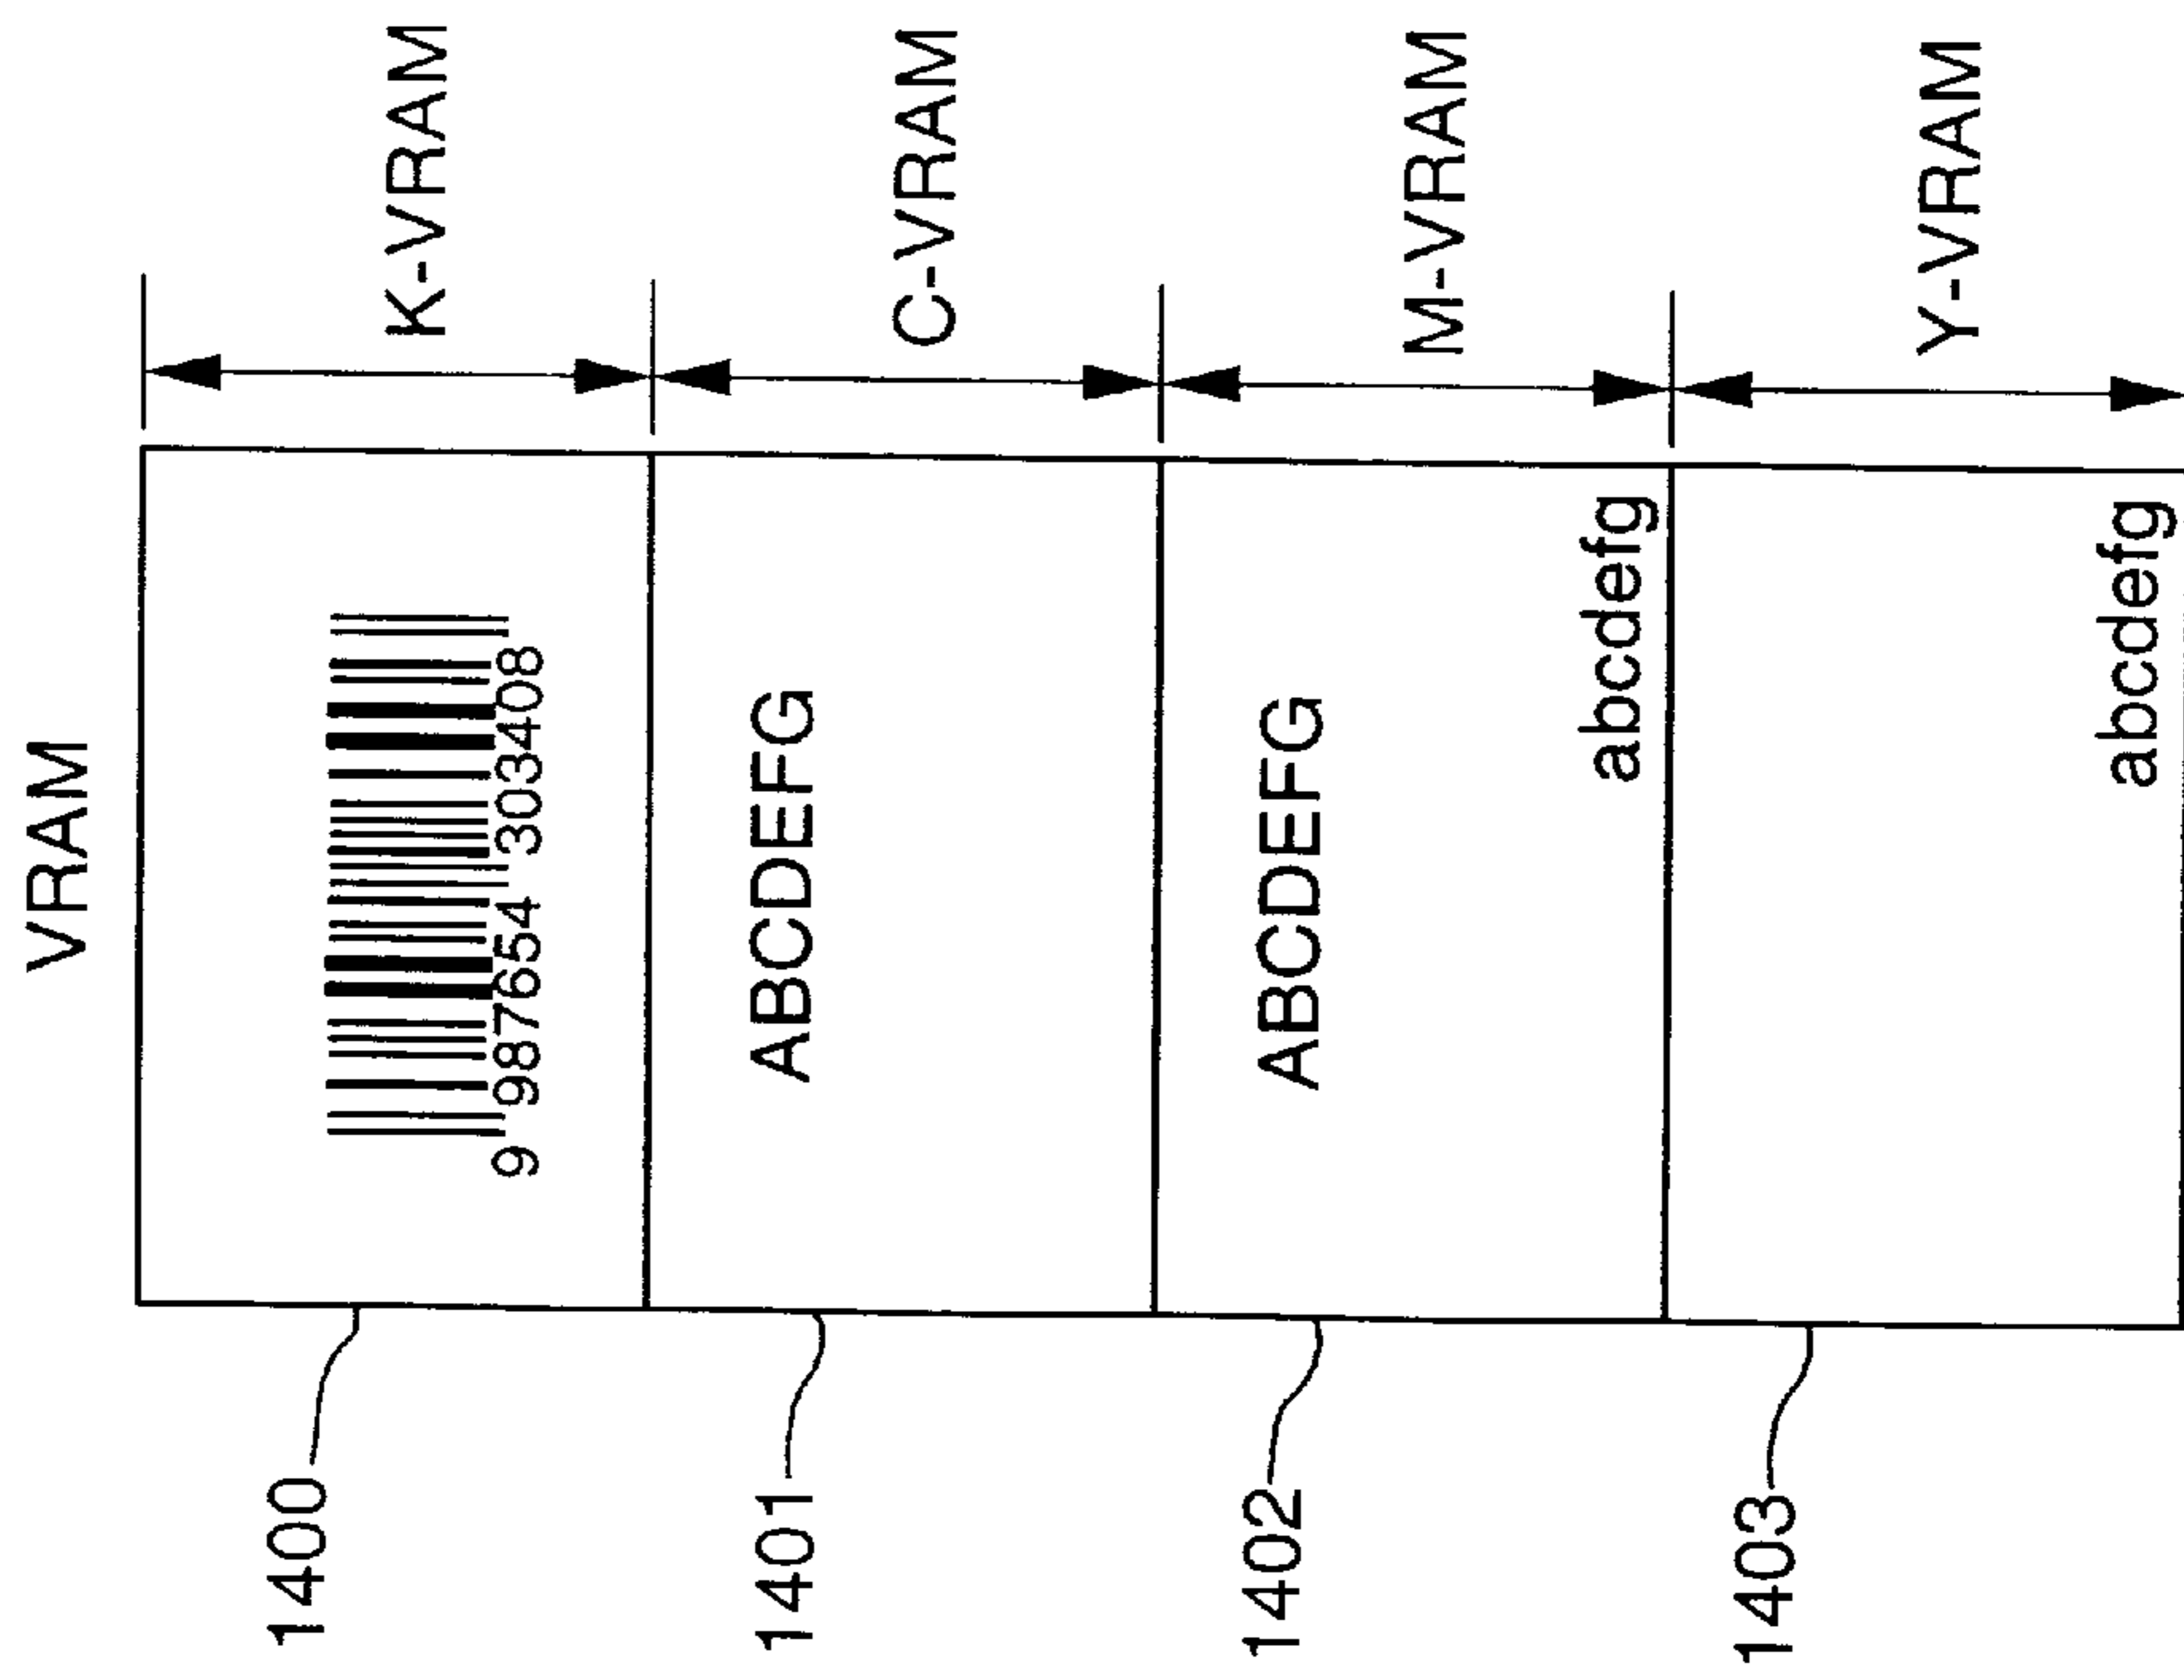 VRAM
1400
9 987654 303408
K-VRAM
1401
ABCDEFG
C-VRAM
1402
ABCDEFG
abcdefg
M-VRAM
1403
abcdefg
Y-VRAM